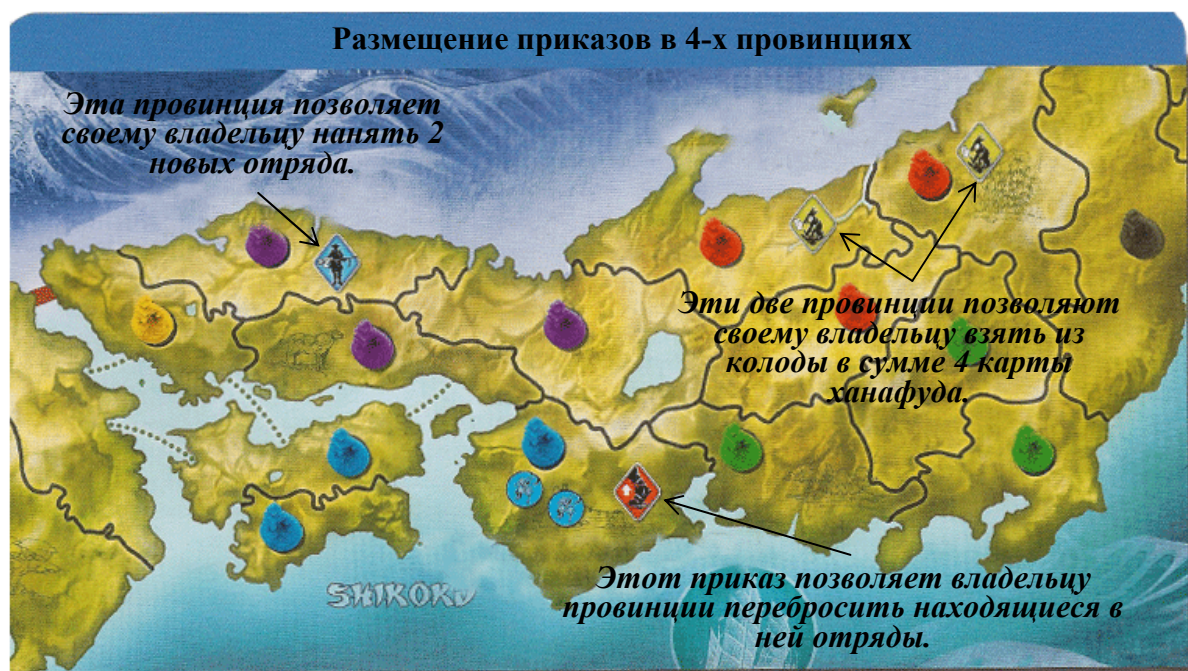 Размещение приказов в 4-х провинциях
Эта провинция позволяет
своему владельцу нанять 2
новых отряда.
Эти две провинции позволяют
своему владельцу взять из
колоды в сумме 4 карты
ханафуда.
SHIKOKU
Этот приказ позволяет владельцу
провинции перебросить находящиеся в
ней отряды.